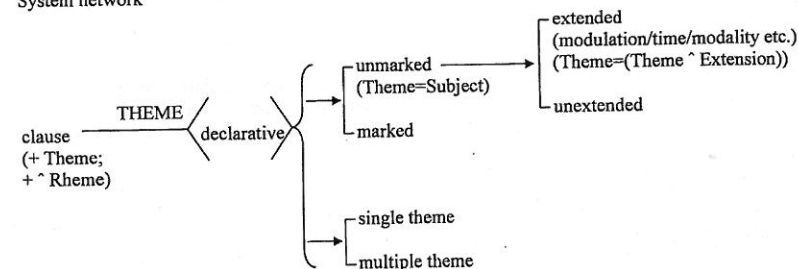 System network
extended
(modulation/time/modality etc.)
(Theme=(Theme ^ Extension))
unmarked
(Theme=Subject)
unextended
marked
THEME
declarative
clause
(+ Theme;
+ ^ Rheme)
single theme
multiple theme